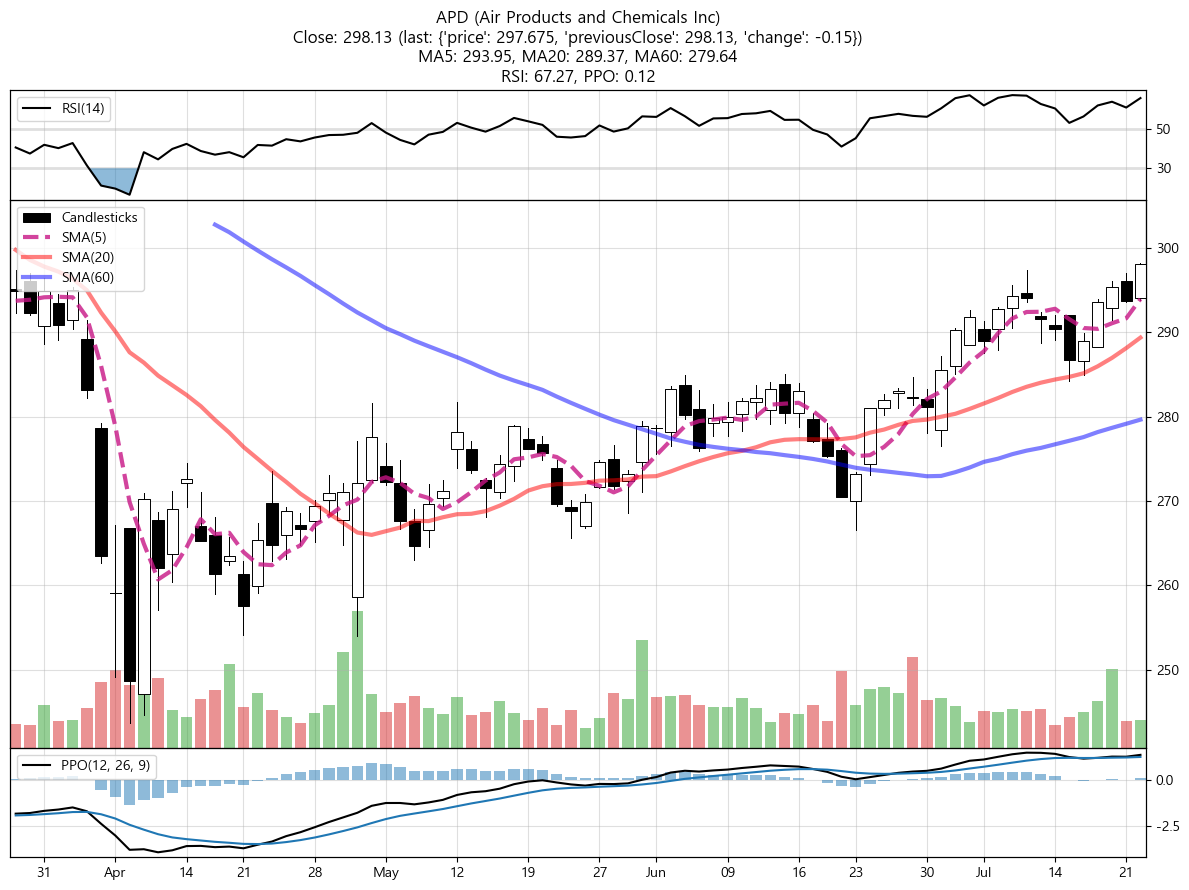 APD (Air Products and Chemicals Inc)
Close: 298.13 (last: {'price': 297.675, 'previousClose': 298.13, 'change': -0.15})
MA5: 293.95, MA20: 289.37, MA60: 279.64
RSI: 67.27, PPO: 0.12
RSI(14)
50
30
Candlesticks
SMA(5)
SMA(20)
SMA(60)
300
290
280
270
260
250
PPO(12, 26, 9)
0.0
−2.5
31 Apr 14 21 28 May 12 19 27 Jun 09 16 23 30 Jul 14 21